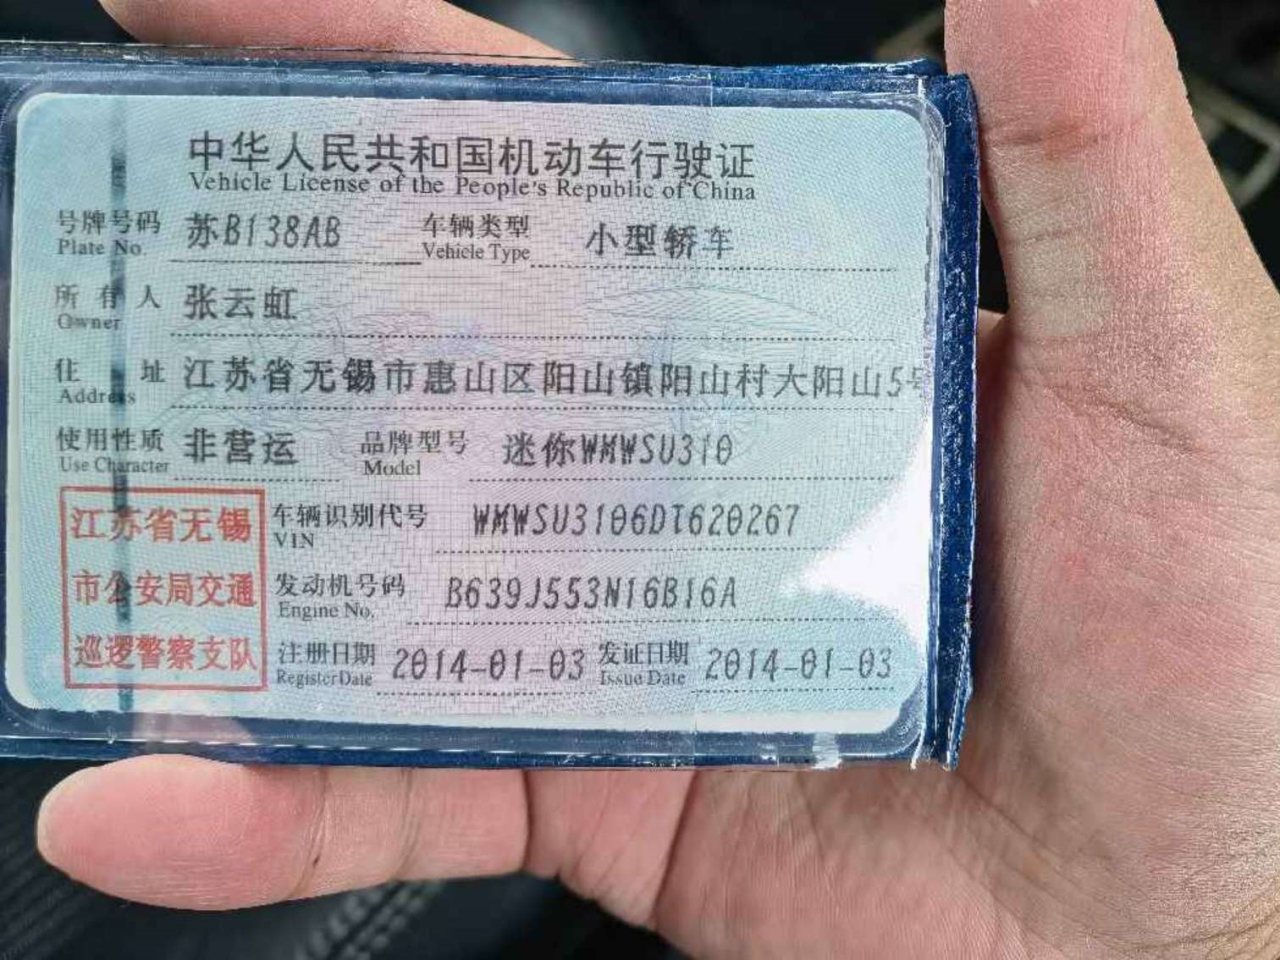 中华人民共和国机动车行驶证
Vehicle License of the People's Republic of China
号牌号码 苏B138AB 车辆类型 小型轿车
Plate No. Vehicle Type
所有人 张云虹
Owner
住址 江苏省无锡市惠山区阳山镇阳山村大阳山5号
Address
使用性质 非营运 品牌型号 迷你WMWSU310
Use Character Model
江苏省无锡 车辆识别代号 WMWSU3106DT620267
VIN
市公安局交通 发动机号码 B639J553N16B16A
Engine No.
巡逻警察支队 注册日期 2014-01-03 发证日期 2014-01-03
Register Date Issue Date